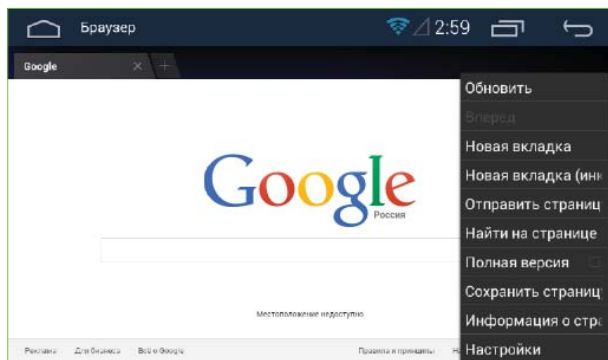 Браузер 2:59
Google
Обновить
Вперед
Новая вкладка
Новая вкладка (инк
Отправить страниц
Найти на странице
Полная версия
Сохранить страниц
Информация о стра
Настройки
Google
Россия
Местоположение недоступно
Реклама Для бизнеса Всё о Google Правила и принципы На